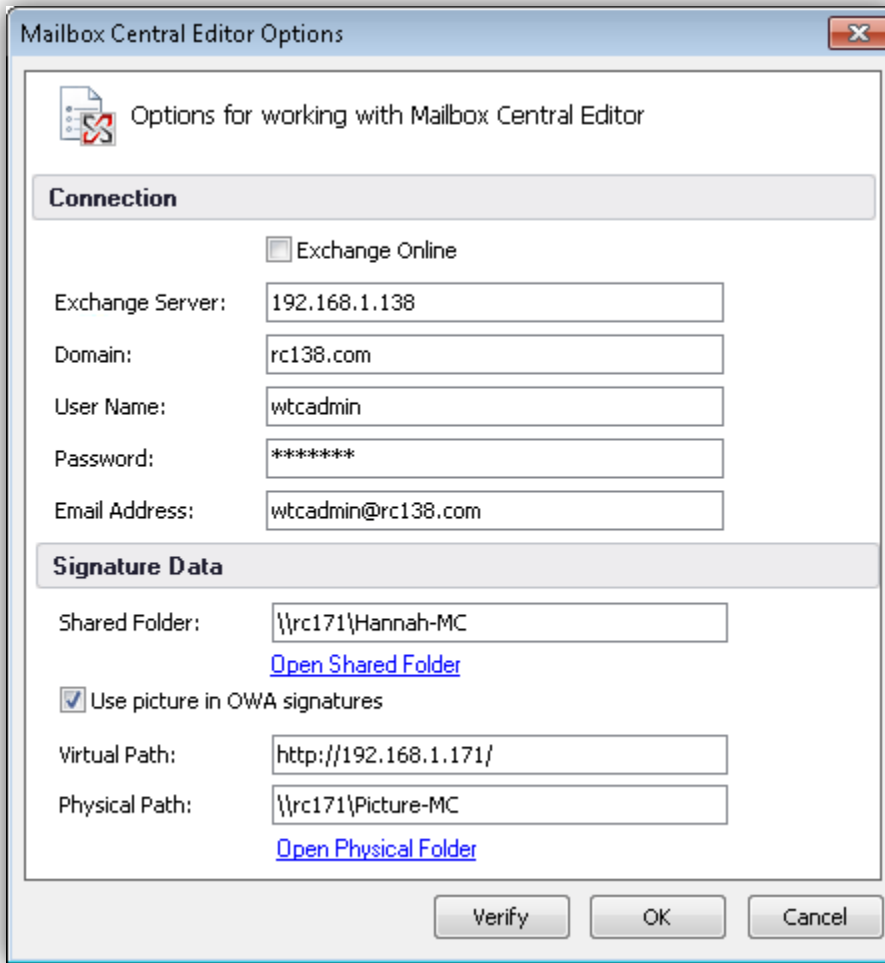 Mailbox Central Editor Options
Options for working with Mailbox Central Editor
Connection
Exchange Online
Exchange Server: 192.168.1.138
Domain: rc138.com
User Name: wtcadmin
Password: *******
Email Address: wtcadmin@rc138.com
Signature Data
Shared Folder: \\rc171\Hannah-MC
Open Shared Folder
Use picture in OWA signatures
Virtual Path: http://192.168.1.171/
Physical Path: \\rc171\Picture-MC
Open Physical Folder
Verify OK Cancel